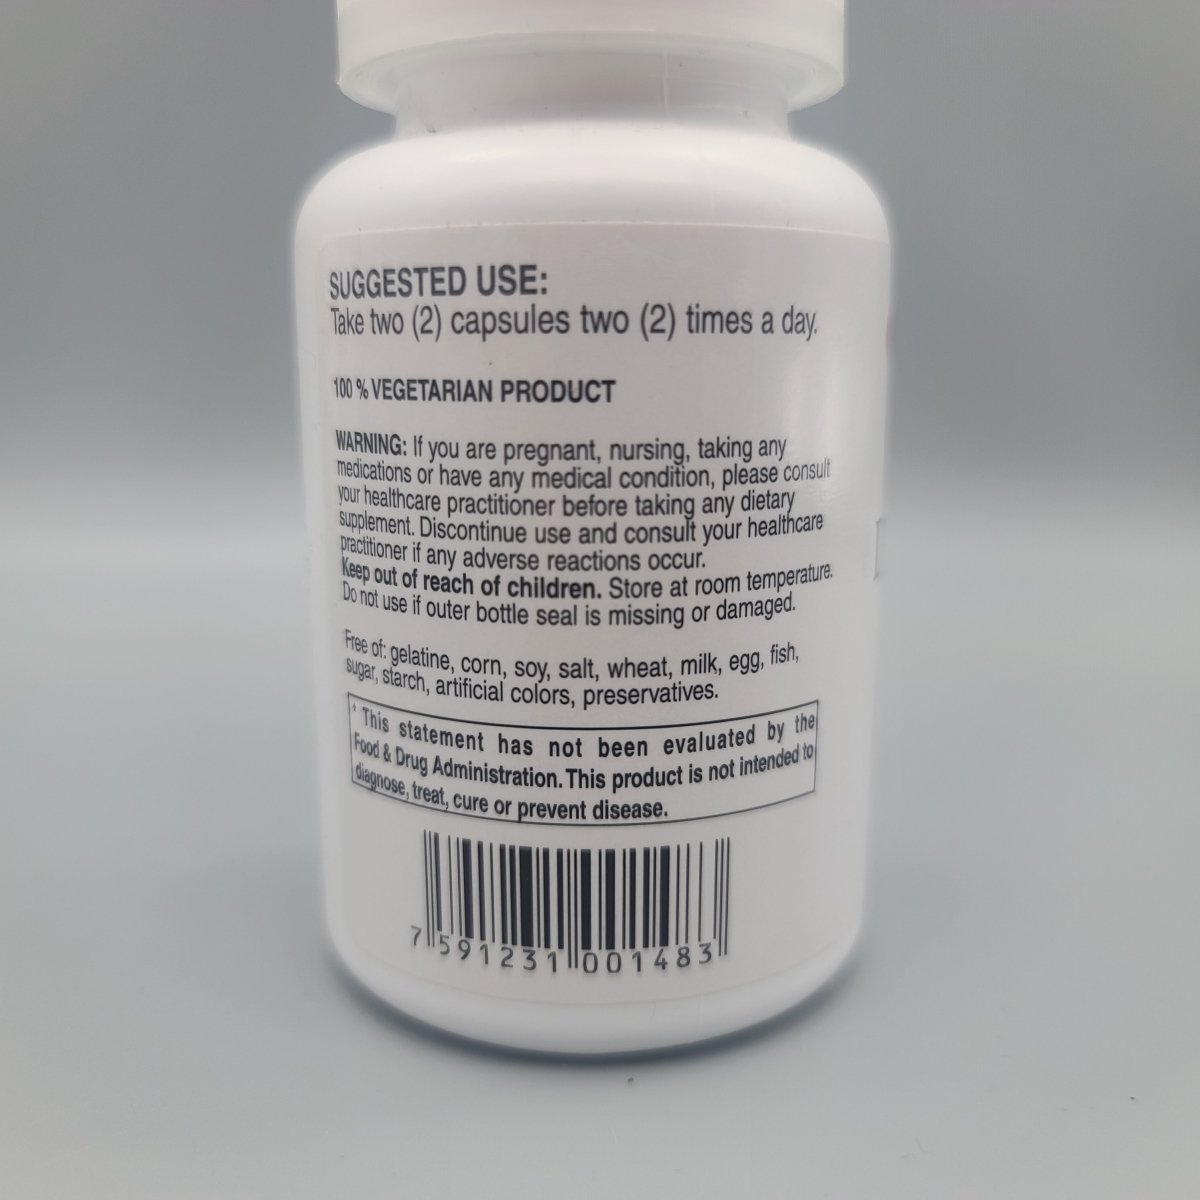 SUGGESTED USE:
Take two (2) capsules two (2) times a day.
100 % VEGETARIAN PRODUCT
WARNING: If you are pregnant, nursing, taking any
medications or have any medical condition, please consult
your healthcare practitioner before taking any dietary
supplement. Discontinue use and consult your healthcare
practitioner if any adverse reactions occur.
Keep out of reach of children. Store at room temperature.
Do not use if outer bottle seal is missing or damaged.
Free of: gelatine, corn, soy, salt, wheat, milk, egg, fish,
sugar, starch, artificial colors, preservatives.
* This statement has not been evaluated by the
Food & Drug Administration. This product is not intended to
diagnose, treat, cure or prevent disease.
7 591231 001483